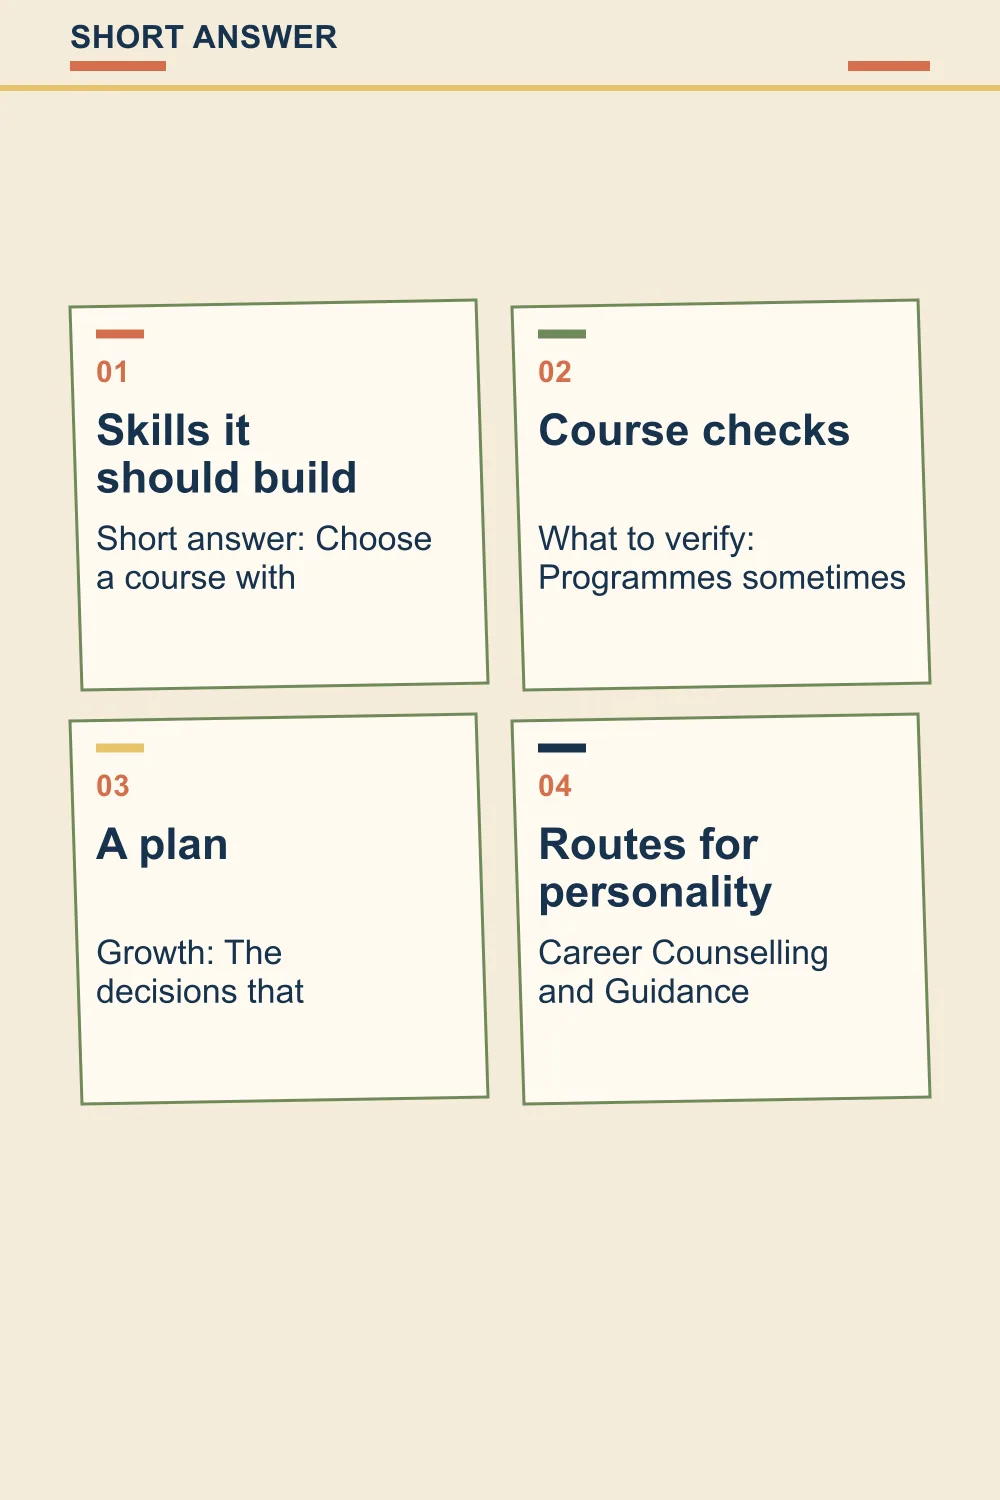 SHORT ANSWER
01
Skills it
should build
Short answer: Choose
a course with
02
Course checks
What to verify:
Programmes sometimes
03
A plan
Growth: The
decisions that
04
Routes for
personality
Career Counselling
and Guidance